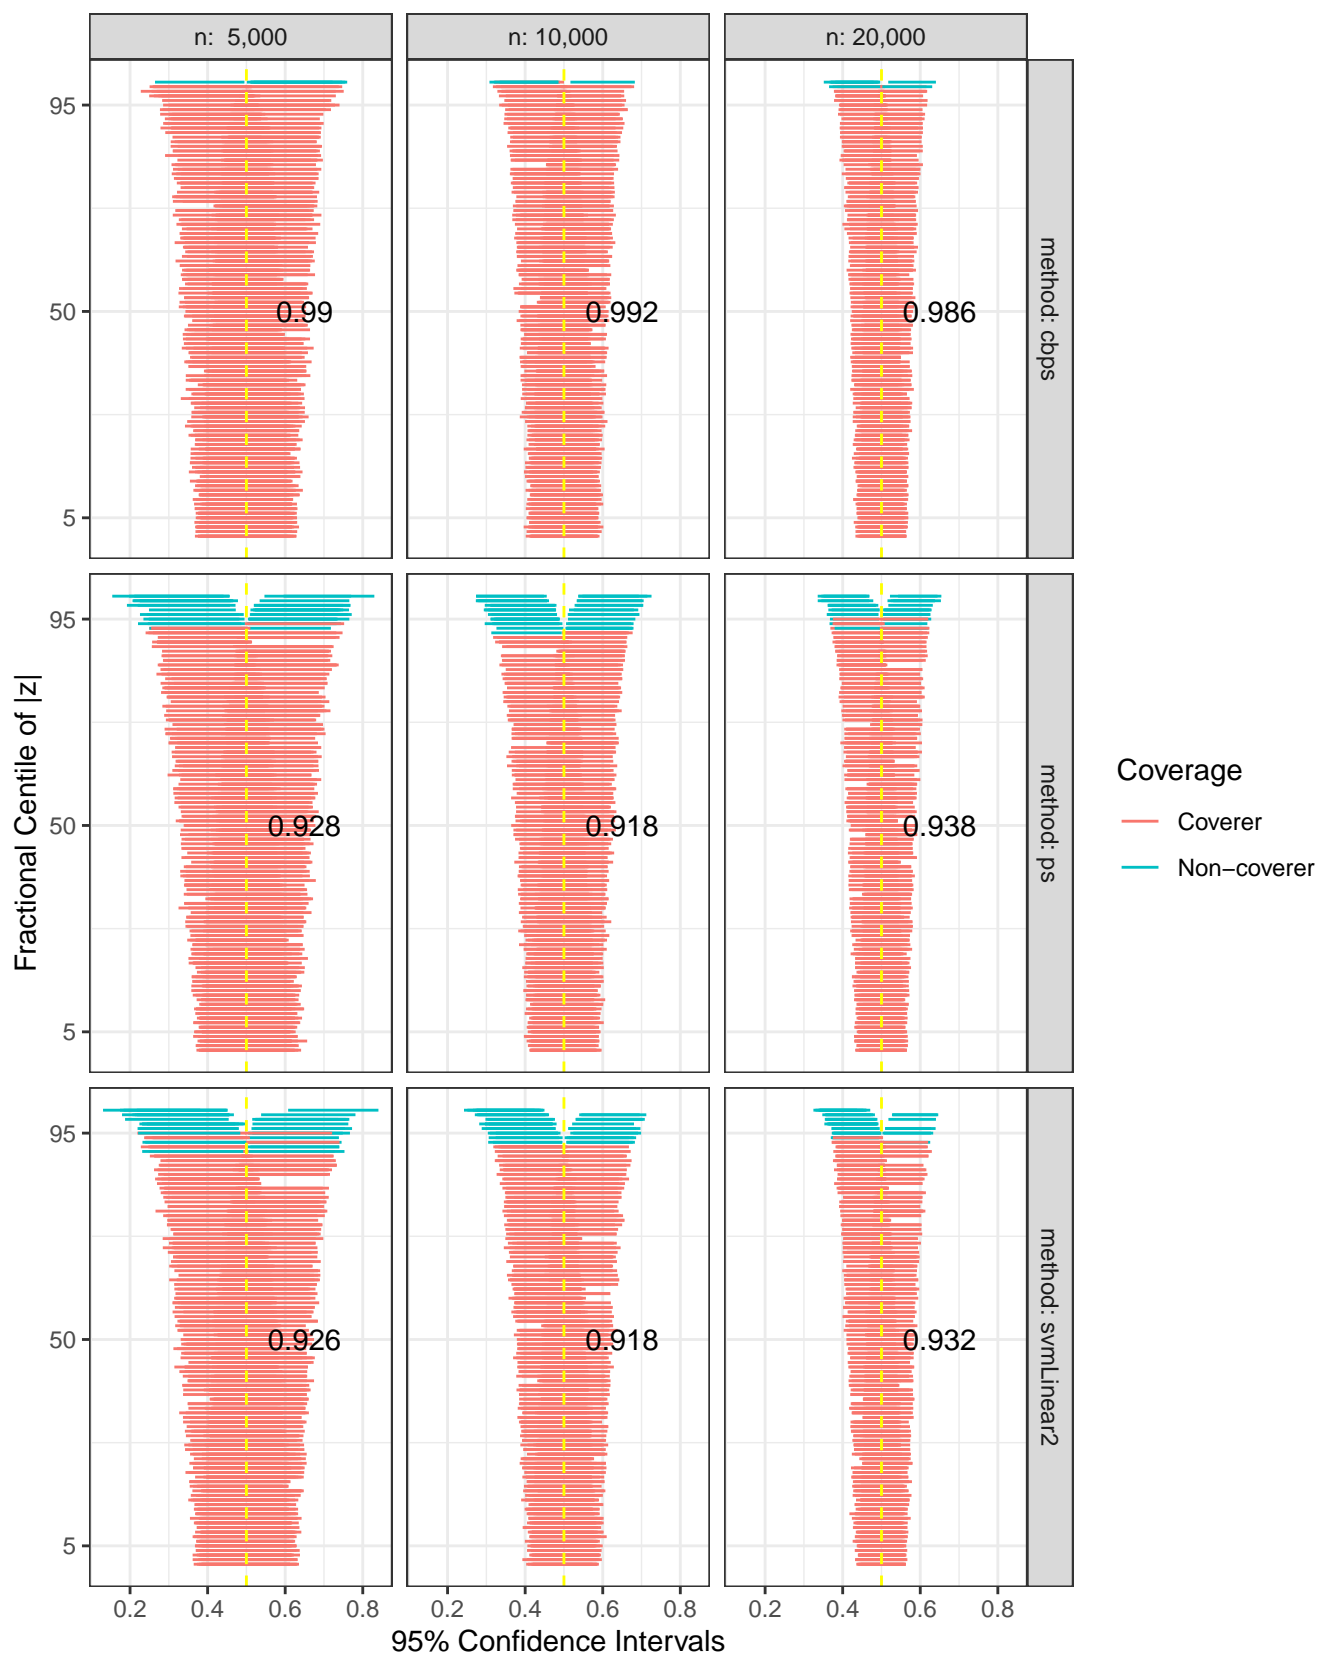 n:  5,000
n: 10,000
n: 20,000
95
50
5
0.99
0.992
0.986
method: cbps
95
50
5
0.928
0.918
0.938
method: ps
95
50
5
0.926
0.918
0.932
method: svmLinear2
0.2 0.4 0.6 0.8
0.2 0.4 0.6 0.8
0.2 0.4 0.6 0.8
95% Confidence Intervals
Fractional Centile of |z|
Coverage
Coverer
Non−coverer